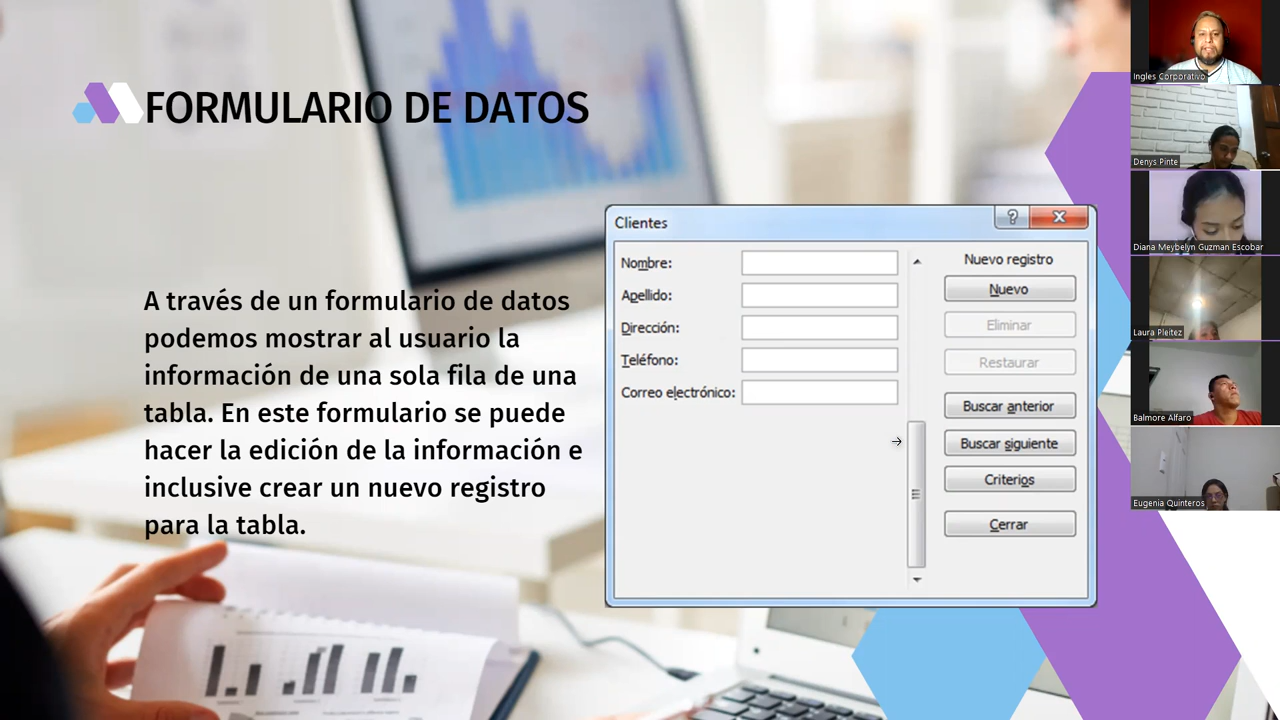 FORMULARIO DE DATOS
A través de un formulario de datos
podemos mostrar al usuario la
información de una sola fila de una
tabla. En este formulario se puede
hacer la edición de la información e
inclusive crear un nuevo registro
para la tabla.
Clientes
Nombre:
Apellido:
Dirección:
Teléfono:
Correo electrónico:
Nuevo registro
Nuevo
Eliminar
Restaurar
Buscar anterior
Buscar siguiente
Criterios
Cerrar
Ingles Corporativo
Denys Pinte
Diana Meybelyn Guzman Escobar
Laura Pleitez
Balmore Alfaro
Eugenia Quinteros